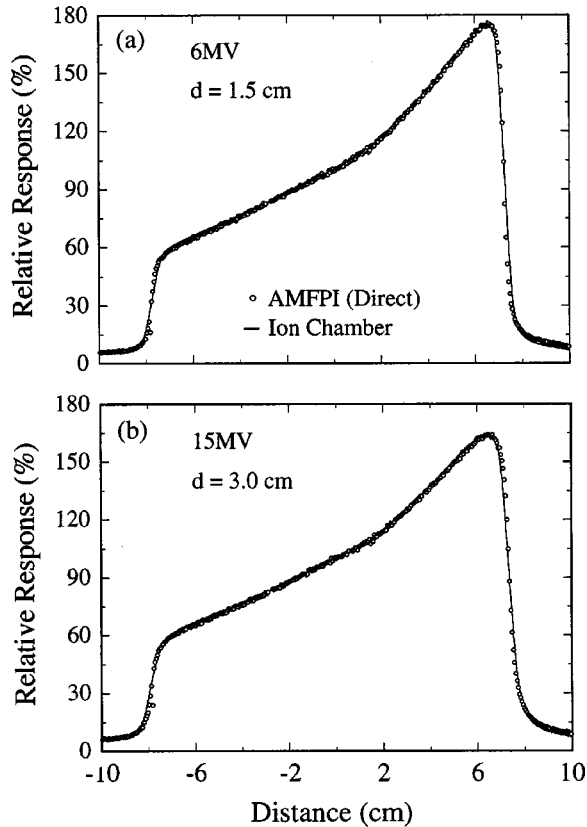 180
(a)
6MV
150
d = 1.5 cm
120
Relative Response (%)
90
60
AMFPI (Direct)
30
Ion Chamber
0
180
(b)
15MV
150
d = 3.0 cm
120
Relative Response (%)
90
60
30
0
-10 -6 -2 2 6 10
Distance (cm)